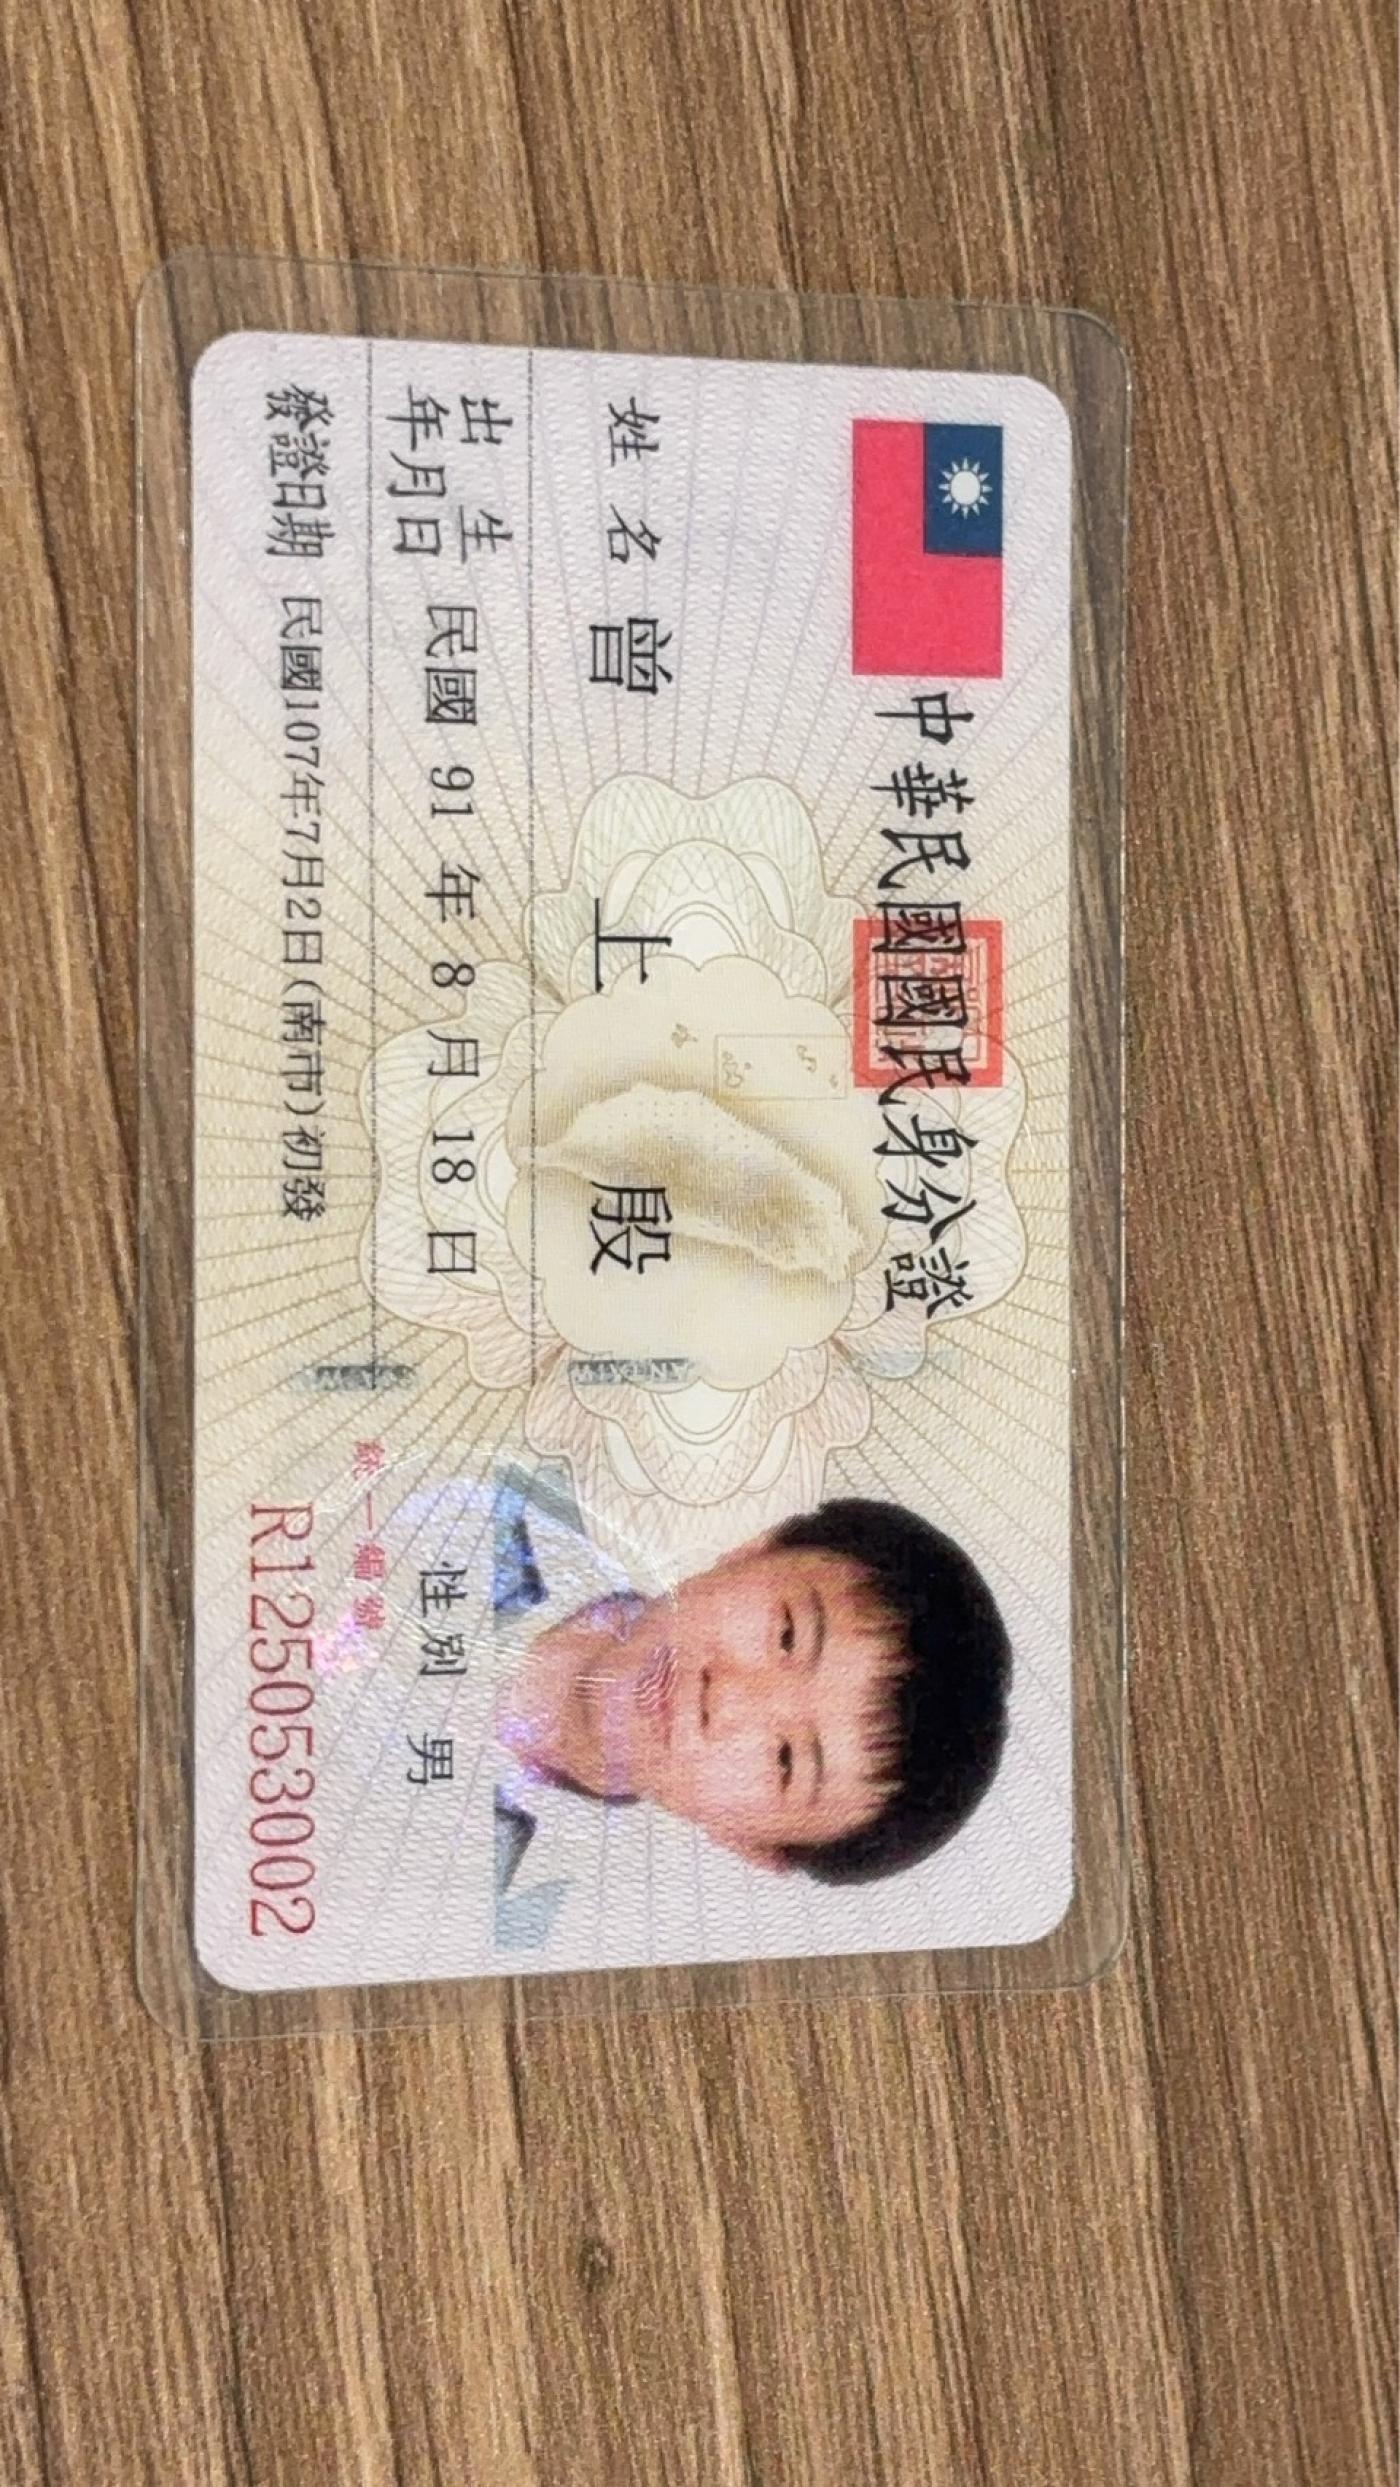 中華民國國民身分證
姓名 曾上殷
出生年月日 民國 91 年 8 月 18 日
性別 男
發證日期 民國107年7月2日(南市)初發
統一編號
R125053002